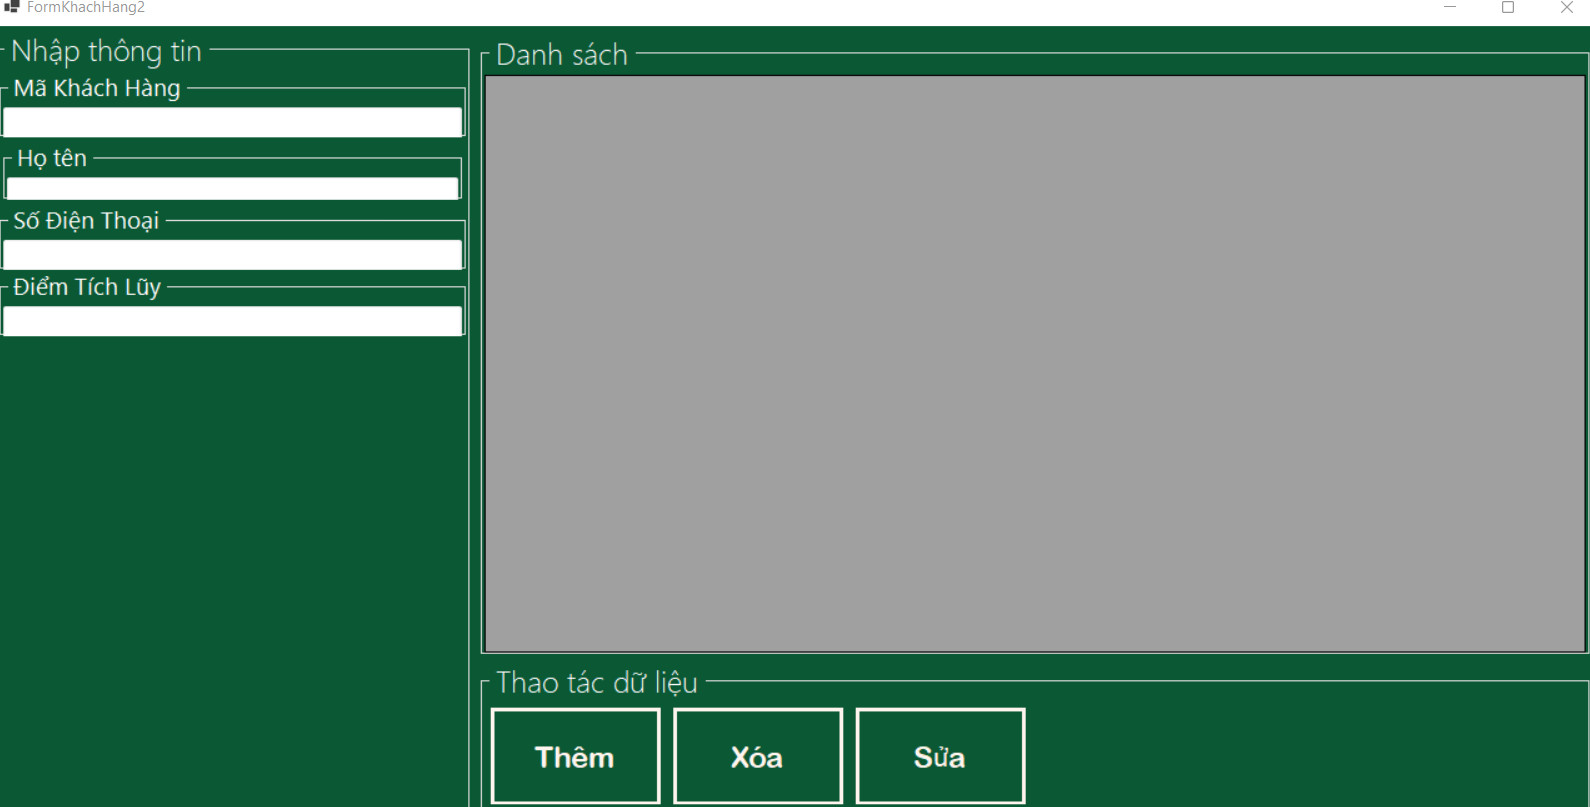 FormKhachHang2
Nhập thông tin
Mã Khách Hàng
Họ tên
Số Điện Thoại
Điểm Tích Lũy
Danh sách
Thao tác dữ liệu
Thêm
Xóa
Sửa